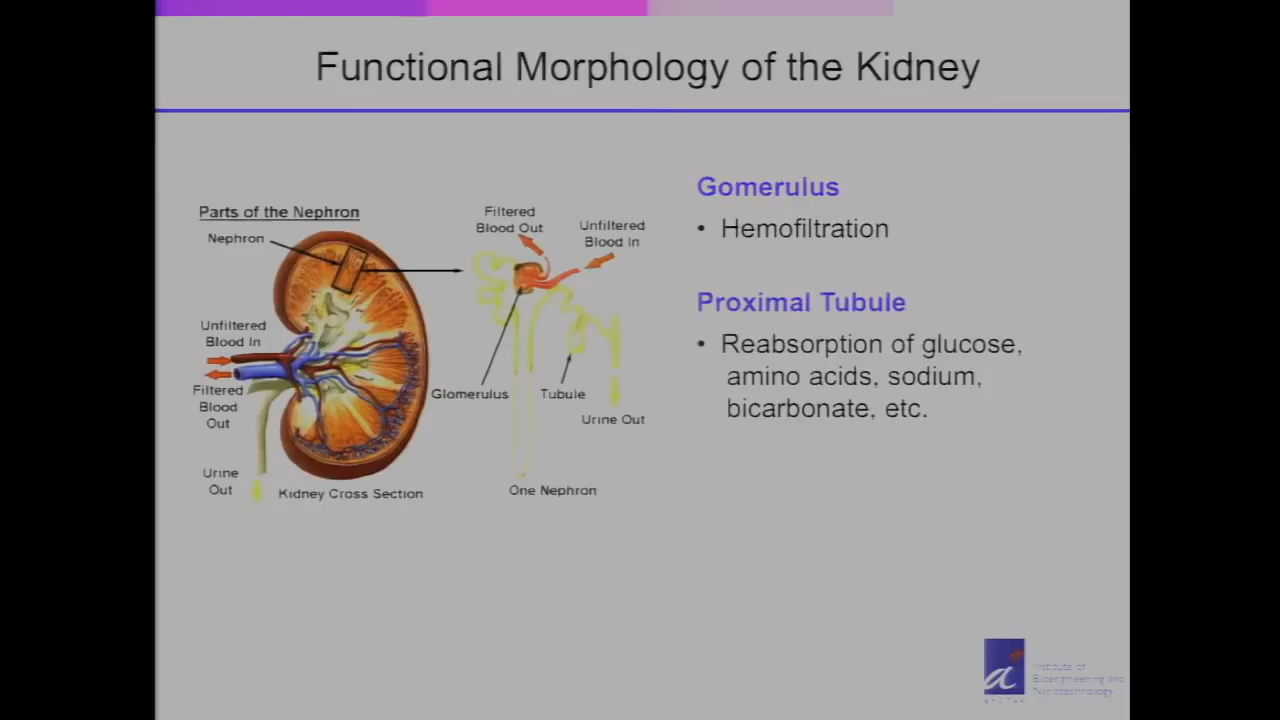 Functional Morphology of the Kidney
Parts of the Nephron
Nephron
Unfiltered
Blood In
Filtered
Blood
Out
Urine
Out
Kidney Cross Section
Filtered
Blood Out
Unfiltered
Blood In
Glomerulus
Tubule
Urine Out
One Nephron
Gomerulus
• Hemofiltration
Proximal Tubule
• Reabsorption of glucose,
amino acids, sodium,
bicarbonate, etc.
Institute of
Bioengineering and
Nanotechnology